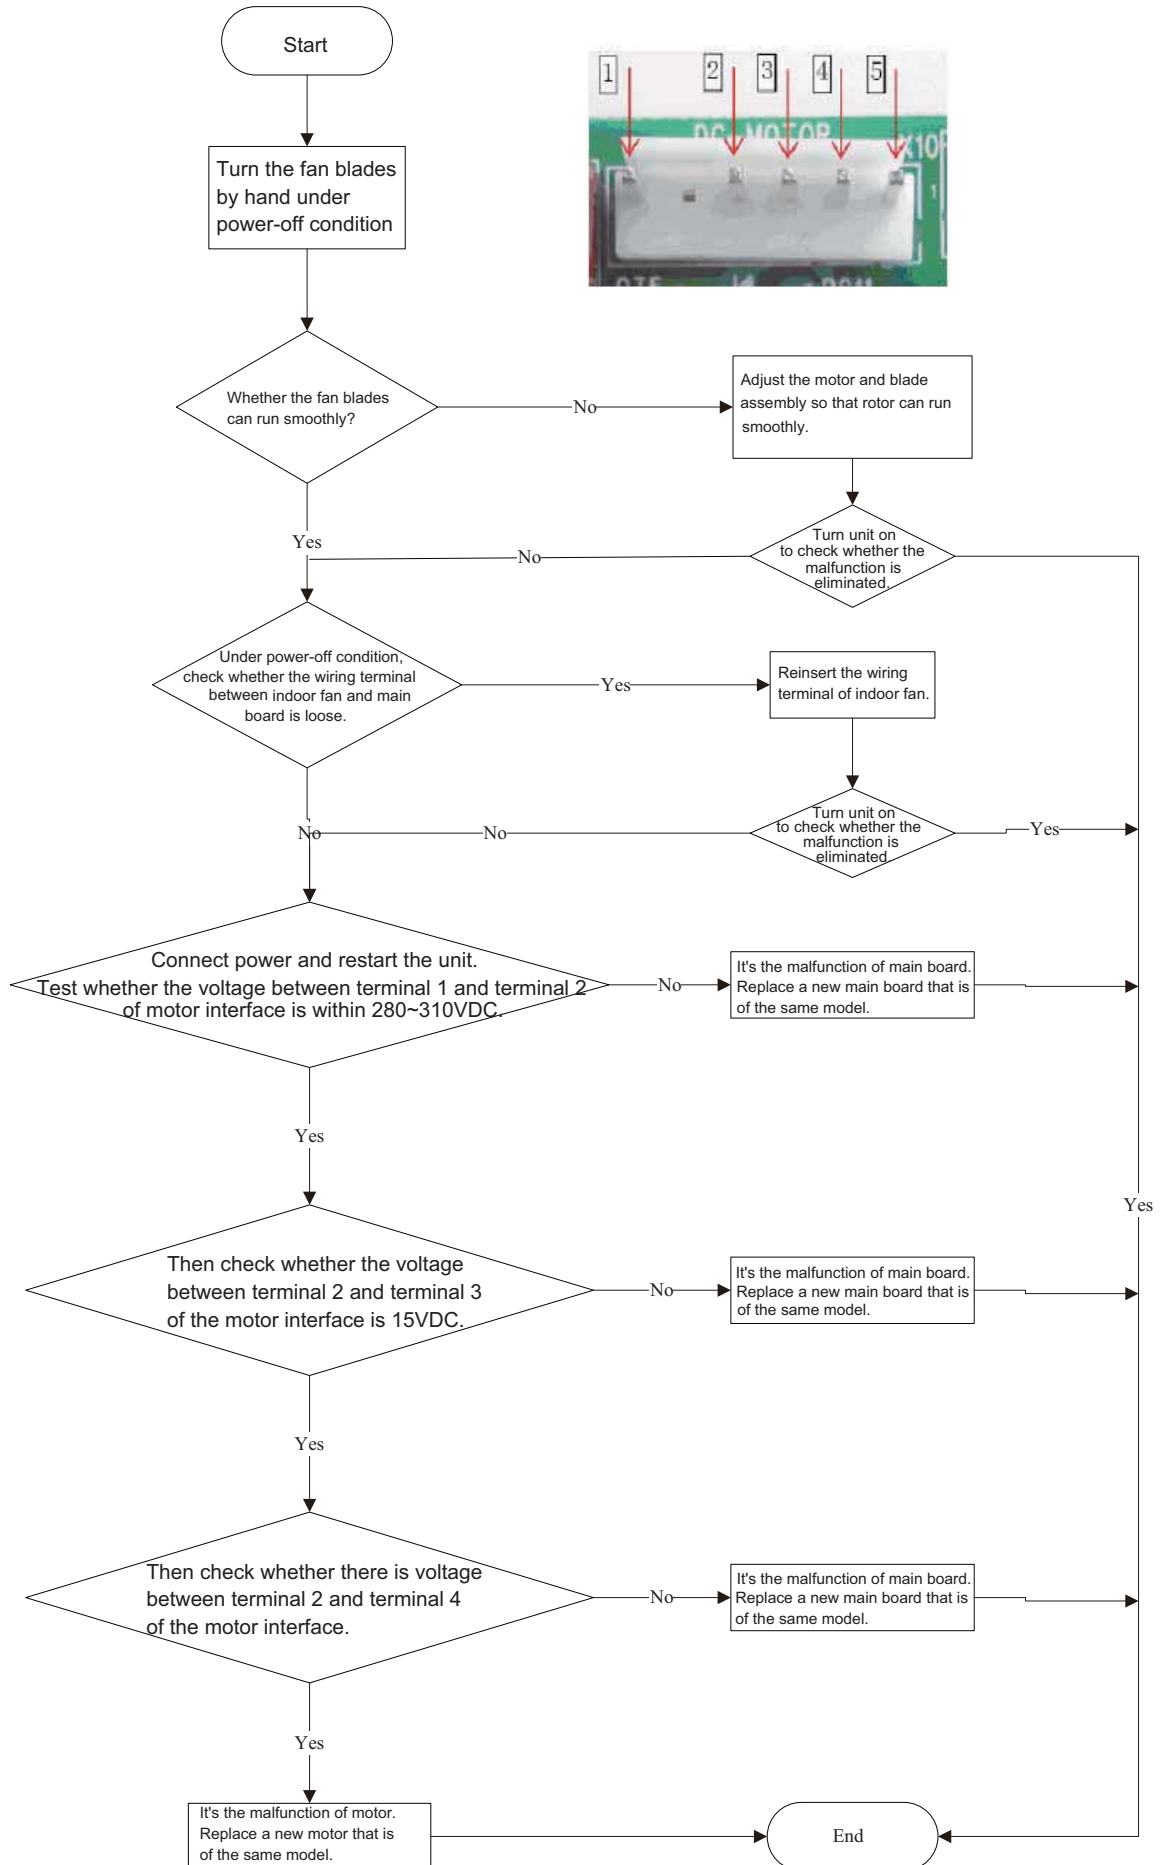 Start
1
2
3
4
5
DC MOTOR
Turn the fan blades
by hand under
power-off condition
Whether the fan blades
can run smoothly?
No
Adjust the motor and blade
assembly so that rotor can run
smoothly.
Yes
No
Turn unit on
to check whether the
malfunction is
eliminated.
Under power-off condition,
check whether the wiring terminal
between indoor fan and main
board is loose.
Yes
Reinsert the wiring
terminal of indoor fan.
No
No
Turn unit on
to check whether the
malfunction is
eliminated.
Yes
Connect power and restart the unit.
Test whether the voltage between terminal 1 and terminal 2
of motor interface is within 280~310VDC.
No
It's the malfunction of main board.
Replace a new main board that is
of the same model.
Yes
Yes
Then check whether the voltage
between terminal 2 and terminal 3
of the motor interface is 15VDC.
No
It's the malfunction of main board.
Replace a new main board that is
of the same model.
Yes
Then check whether there is voltage
between terminal 2 and terminal 4
of the motor interface.
No
It's the malfunction of main board.
Replace a new main board that is
of the same model.
Yes
It's the malfunction of motor.
Replace a new motor that is
of the same model.
End